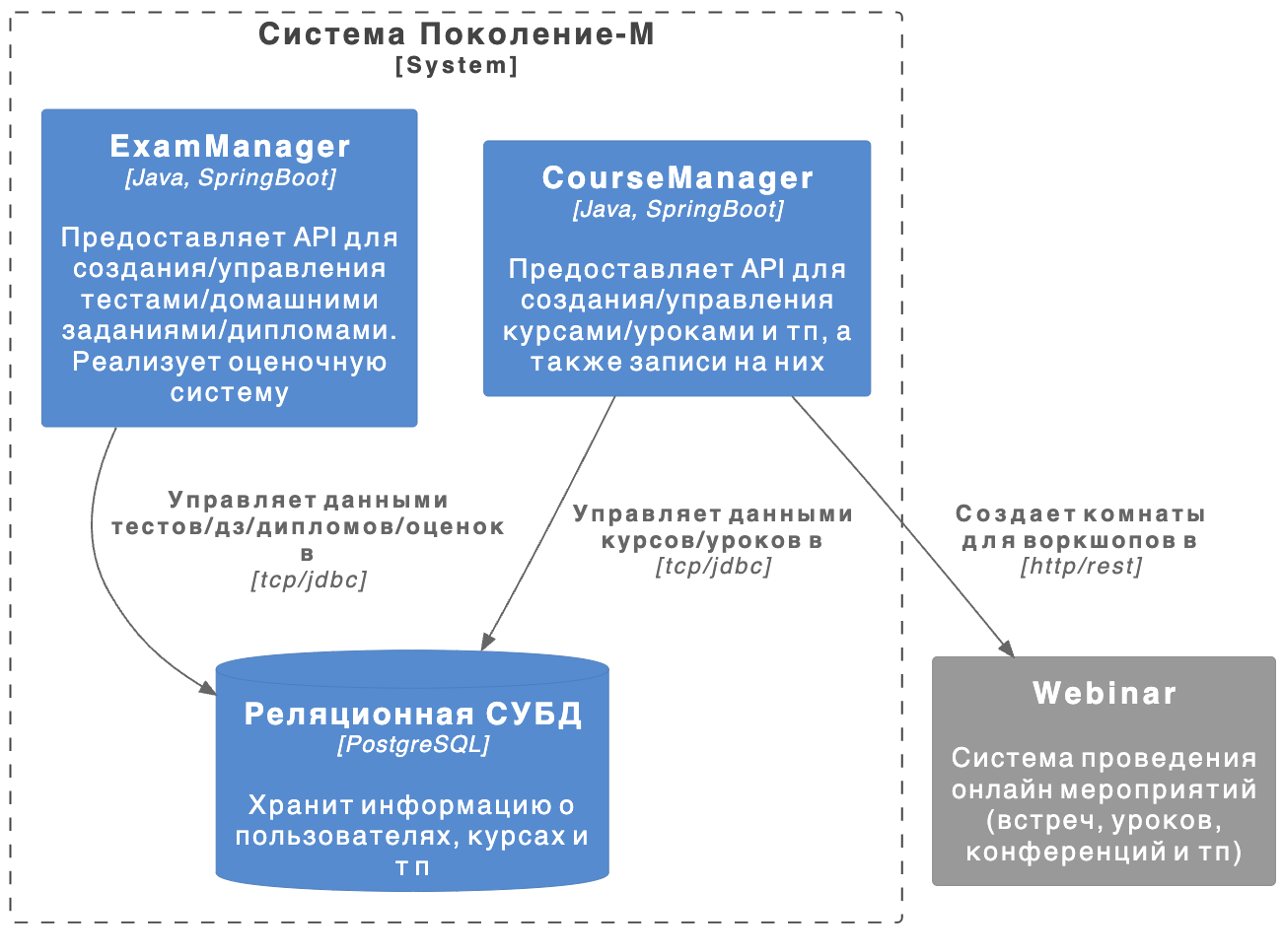 Система Поколение-М
[System]
ExamManager
[Java, SpringBoot]
Предоставляет API для
создания/управления
тестами/домашними
заданиями/дипломами.
Реализует оценочную
систему
CourseManager
[Java, SpringBoot]
Предоставляет API для
создания/управления
курсами/уроками и тп, а
также записи на них
Управляет данными
тестов/дз/дипломов/оценок
в
[tcp/jdbc]
Управляет данными
курсов/уроков в
[tcp/jdbc]
Создает комнаты
для воркшопов в
[http/rest]
Реляционная СУБД
[PostgreSQL]
Хранит информацию о
пользователях, курсах и
тп
Webinar
Система проведения
онлайн мероприятий
(встреч, уроков,
конференций и тп)